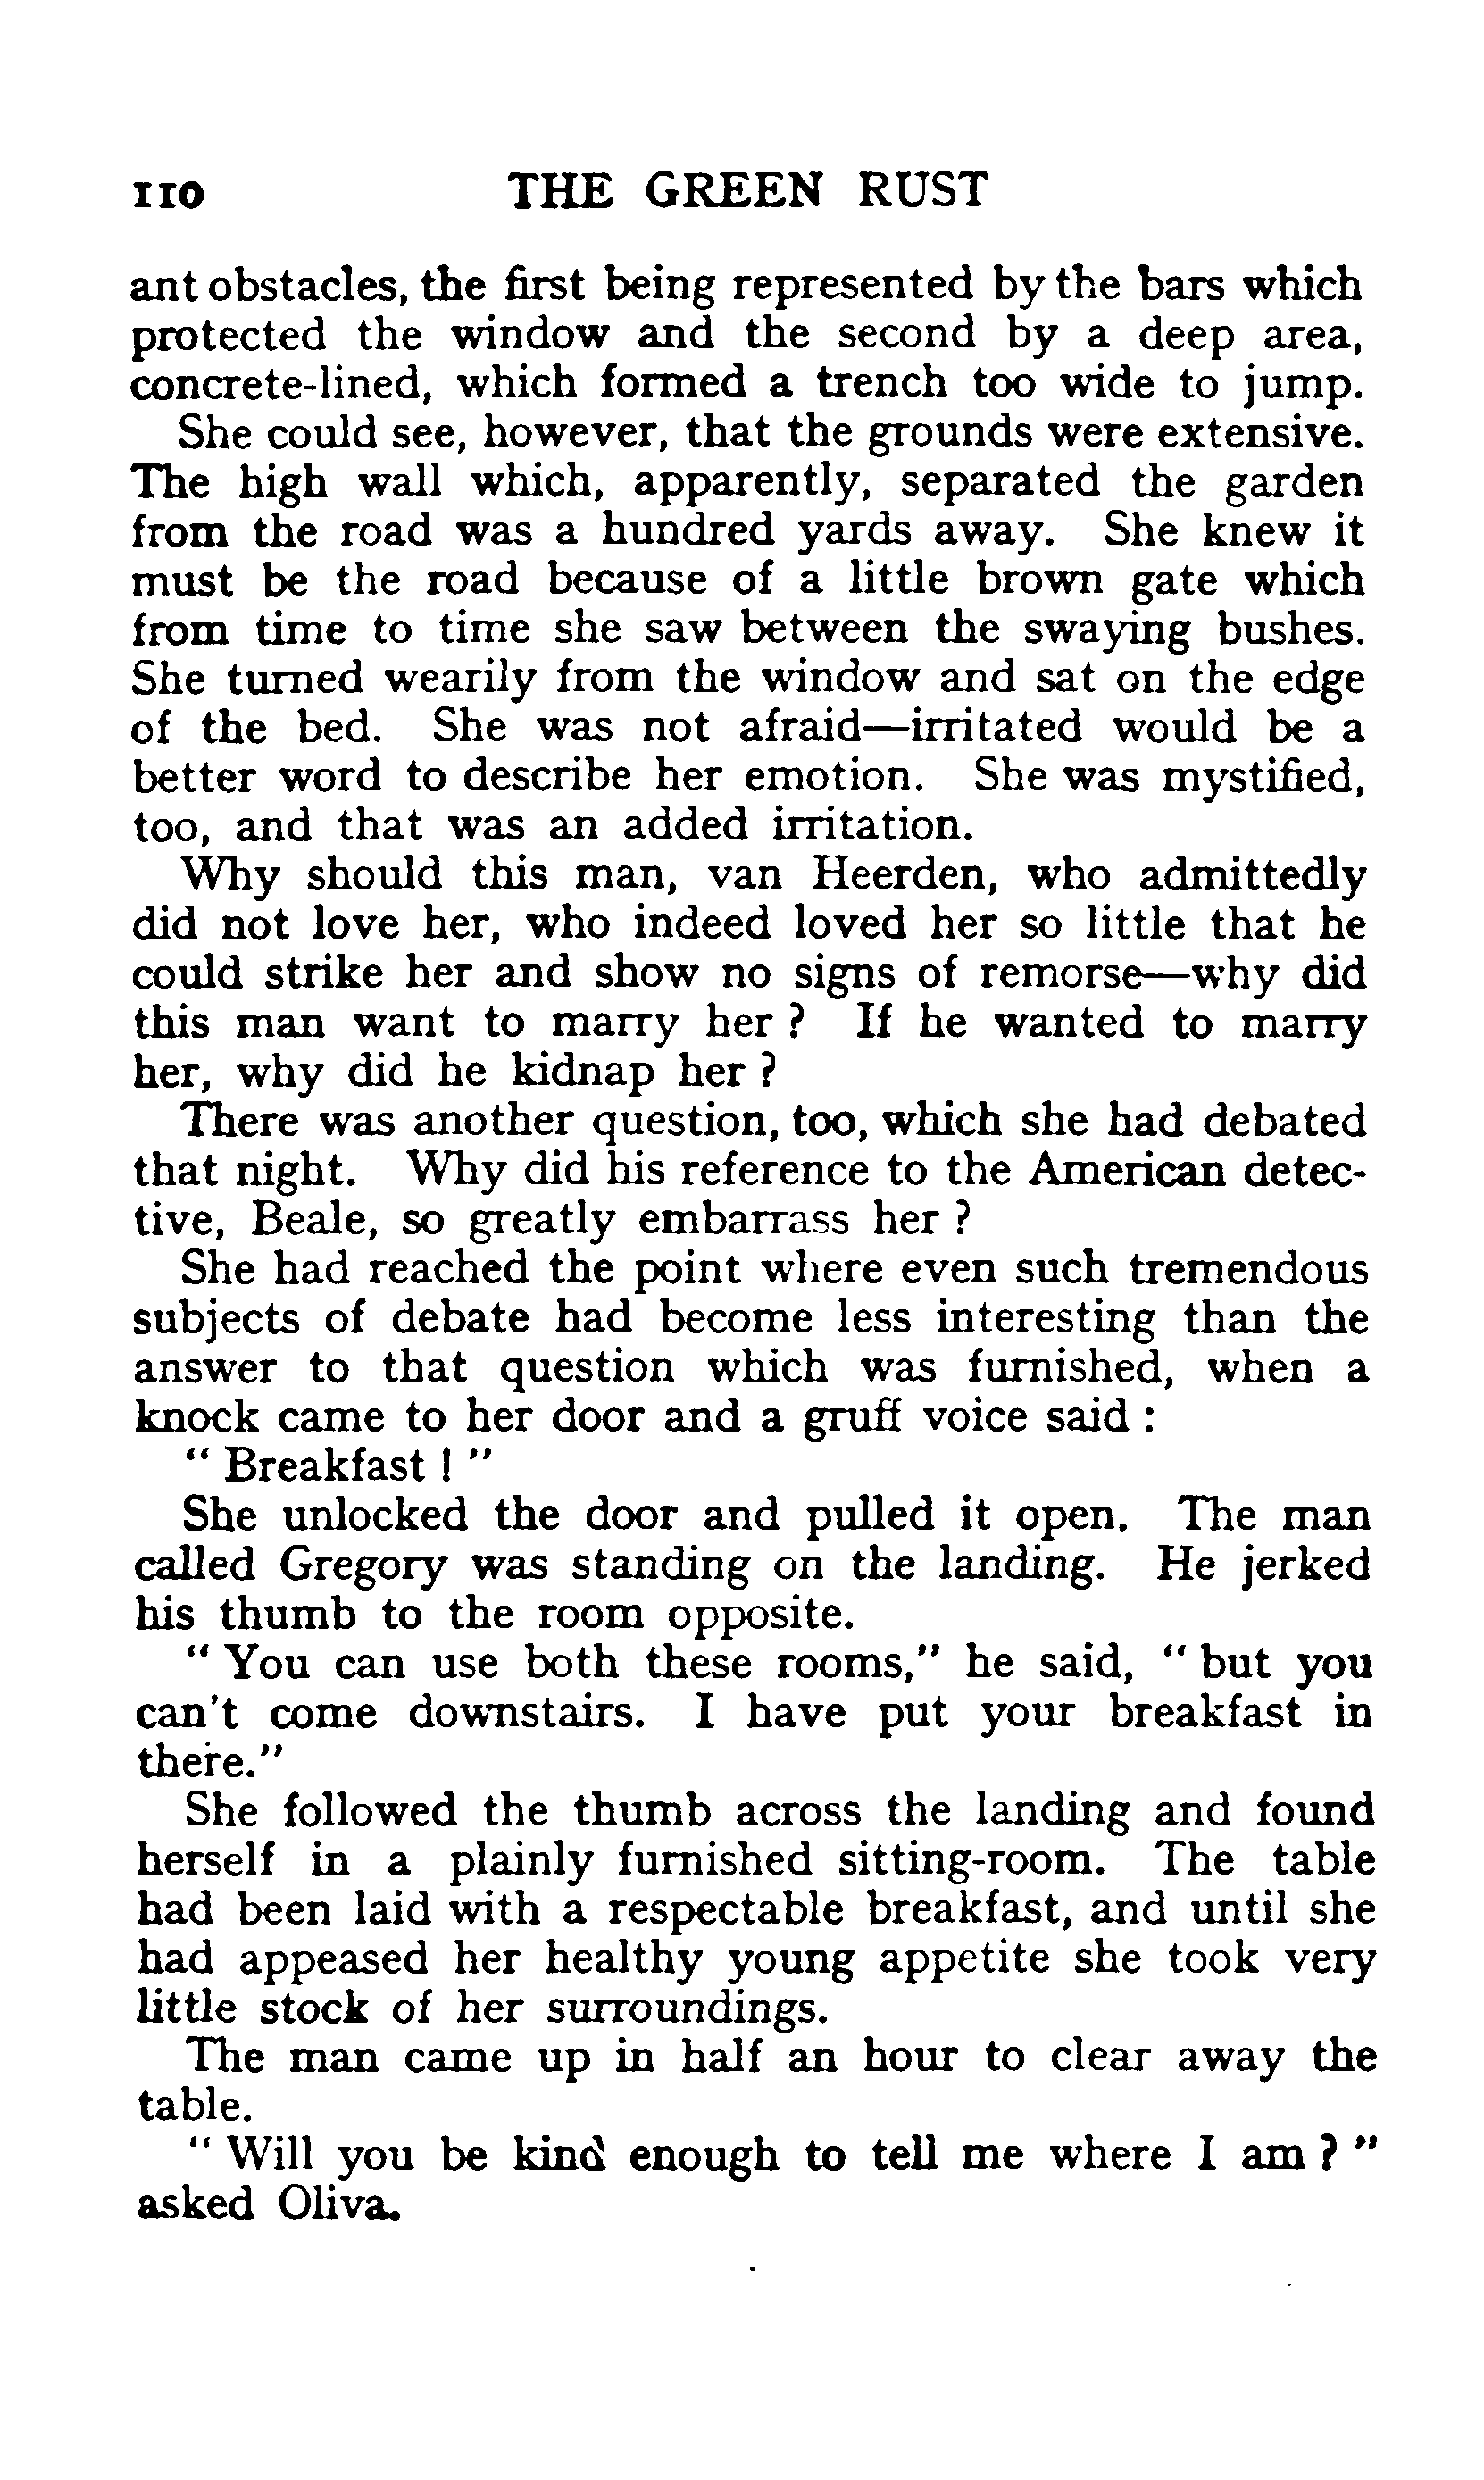 110 THE GREEN RUST
ant obstacles, the first being represented by the bars which
protected the window and the second by a deep area,
concrete-lined, which formed a trench too wide to jump.
She could see, however, that the grounds were extensive.
The high wall which, apparently, separated the garden
from the road was a hundred yards away. She knew it
must be the road because of a little brown gate which
from time to time she saw between the swaying bushes.
She turned wearily from the window and sat on the edge
of the bed. She was not afraid—irritated would be a
better word to describe her emotion. She was mystified,
too, and that was an added irritation.
Why should this man, van Heerden, who admittedly
did not love her, who indeed loved her so little that he
could strike her and show no signs of remorse—why did
this man want to marry her ? If he wanted to marry
her, why did he kidnap her ?
There was another question, too, which she had debated
that night. Why did his reference to the American detec-
tive, Beale, so greatly embarrass her ?
She had reached the point where even such tremendous
subjects of debate had become less interesting than the
answer to that question which was furnished, when a
knock came to her door and a gruff voice said :
" Breakfast ! "
She unlocked the door and pulled it open. The man
called Gregory was standing on the landing. He jerked
his thumb to the room opposite.
" You can use both these rooms," he said, " but you
can't come downstairs. I have put your breakfast in
there."
She followed the thumb across the landing and found
herself in a plainly furnished sitting-room. The table
had been laid with a respectable breakfast, and until she
had appeased her healthy young appetite she took very
little stock of her surroundings.
The man came up in half an hour to clear away the
table.
" Will you be kind enough to tell me where I am ? "
asked Oliva.